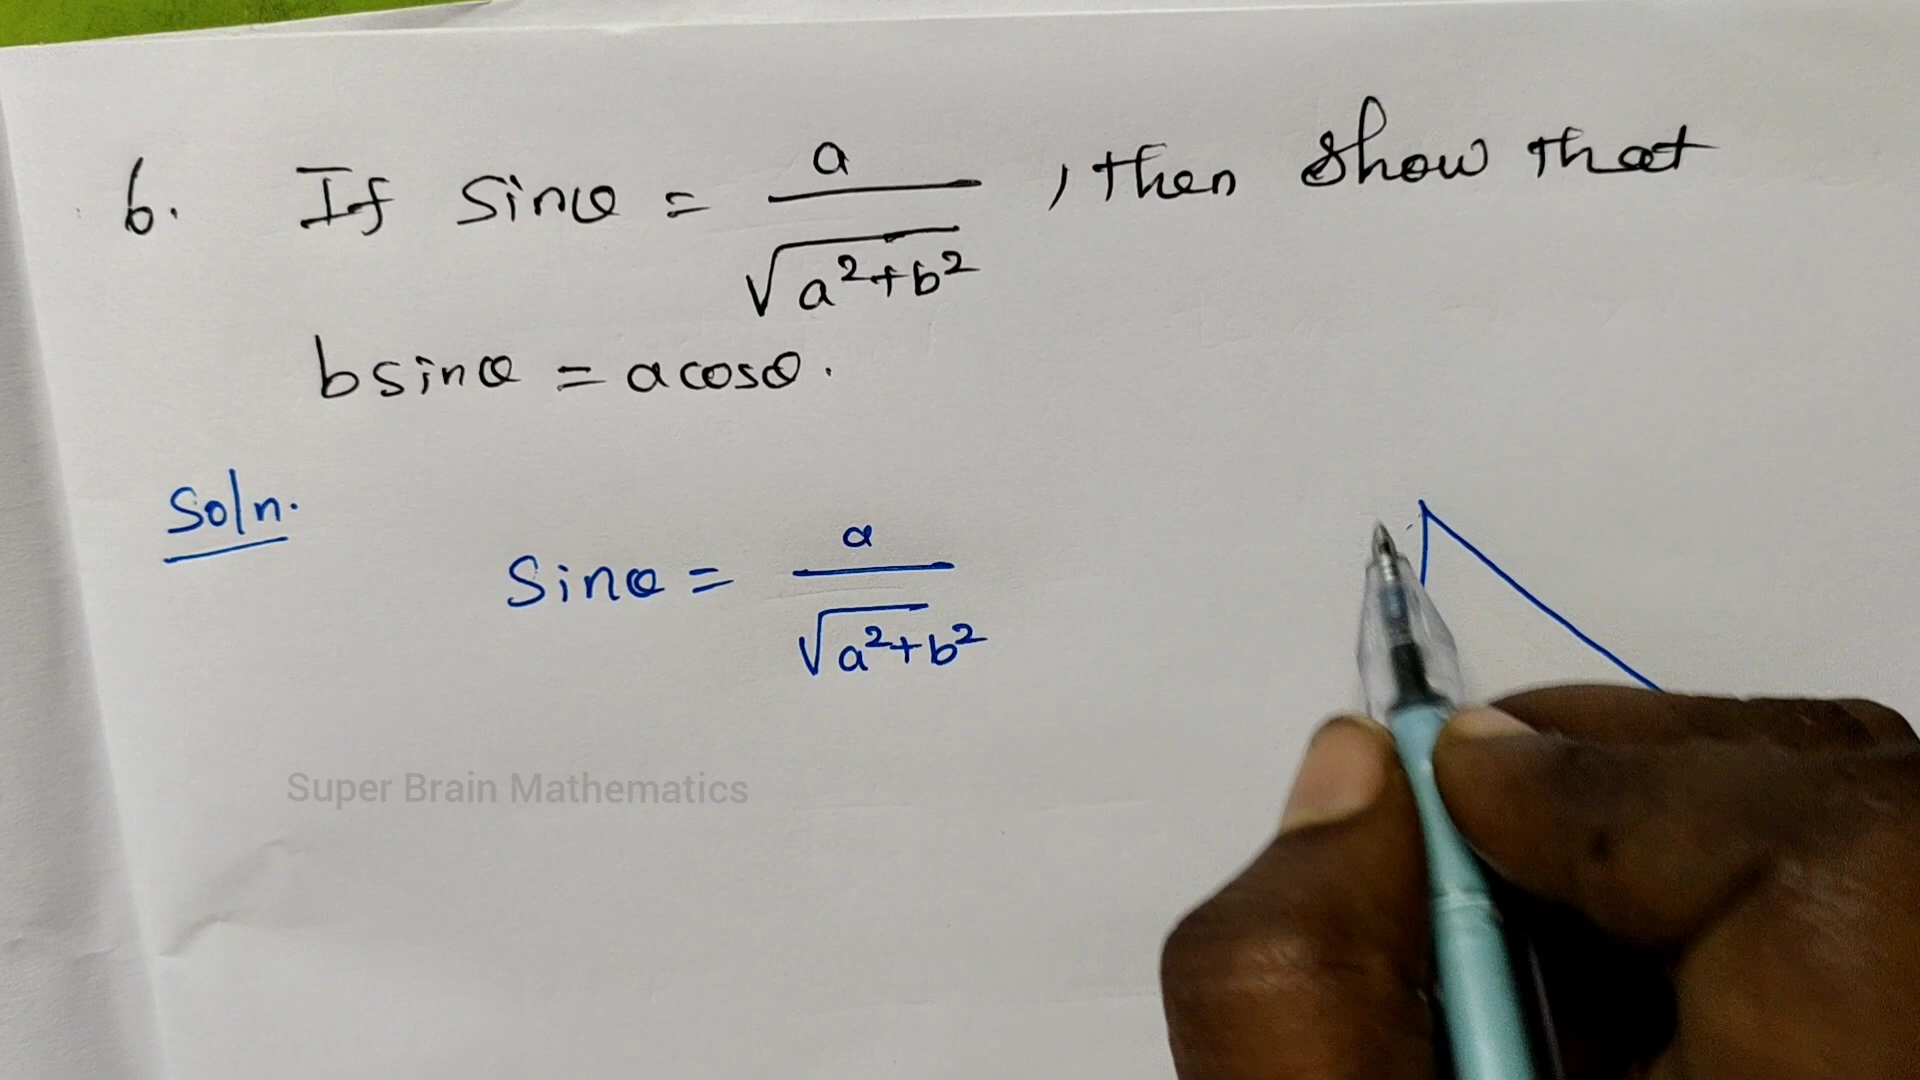 6. If Sinθ = a/√a²+b² , then show that
bsinθ = acosθ.
Soln.
Sinθ = a/√a²+b²
Super Brain Mathematics